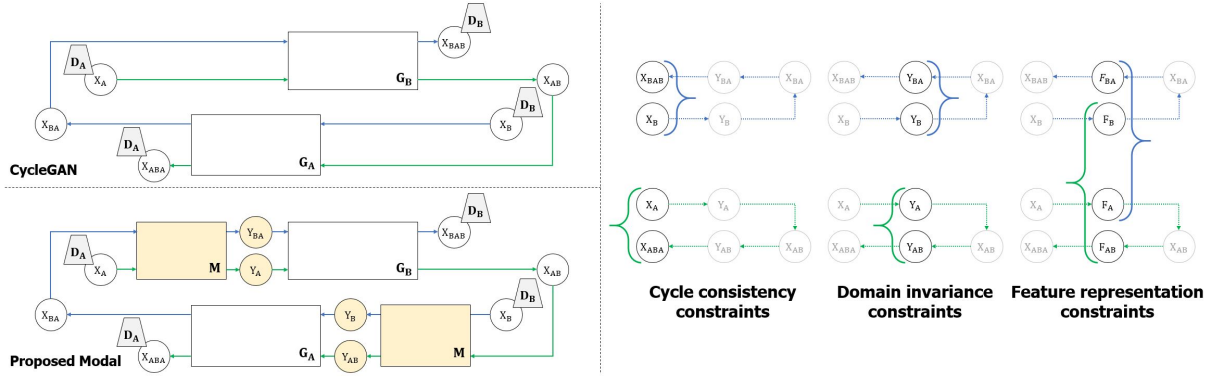 D_A
X_A
D_B
X_BAB
G_B
X_AB
D_B
X_B
X_BA
D_A
X_ABA
G_A
CycleGAN
D_A
X_A
M
Y_BA
Y_A
G_B
D_B
X_BAB
X_AB
D_B
X_B
X_BA
Y_B
Y_AB
M
D_A
X_ABA
G_A
Proposed Modal
X_BAB Y_BA X_BA
X_B Y_B
X_A Y_A
X_ABA Y_AB X_AB
Cycle consistency
constraints
X_BAB Y_BA X_BA
X_B Y_B
X_A Y_A
X_ABA Y_AB X_AB
Domain invariance
constraints
X_BAB F_BA X_BA
X_B F_B
X_A F_A
X_ABA F_AB X_AB
Feature representation
constraints